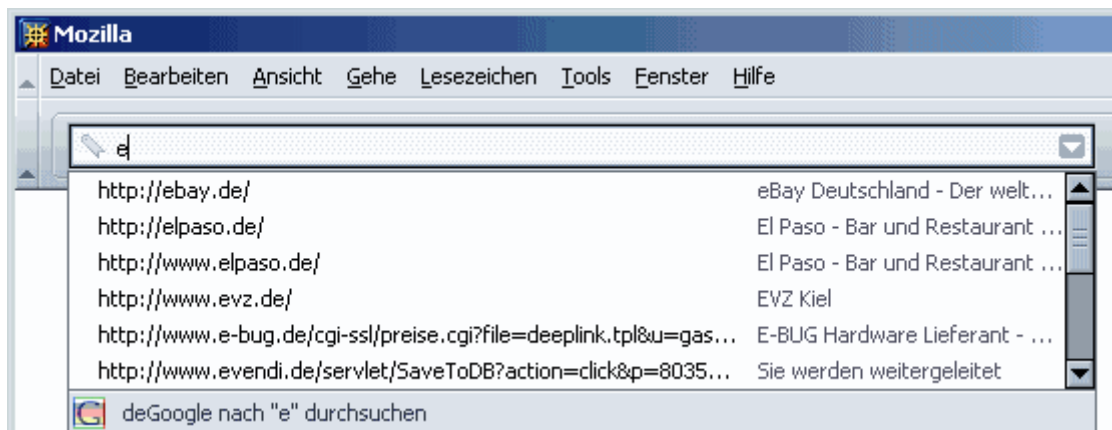 Mozilla
Datei Bearbeiten Ansicht Gehe Lesezeichen Tools Fenster Hilfe
e
http://ebay.de/ eBay Deutschland - Der welt...
http://elpaso.de/ El Paso - Bar und Restaurant ...
http://www.elpaso.de/ El Paso - Bar und Restaurant ...
http://www.evz.de/ EVZ Kiel
http://www.e-bug.de/cgi-ssl/preise.cgi?file=deeplink.tpl&u=gas... E-BUG Hardware Lieferant - ...
http://www.evendi.de/servlet/SaveToDB?action=click&p=8035... Sie werden weitergeleitet
deGoogle nach "e" durchsuchen